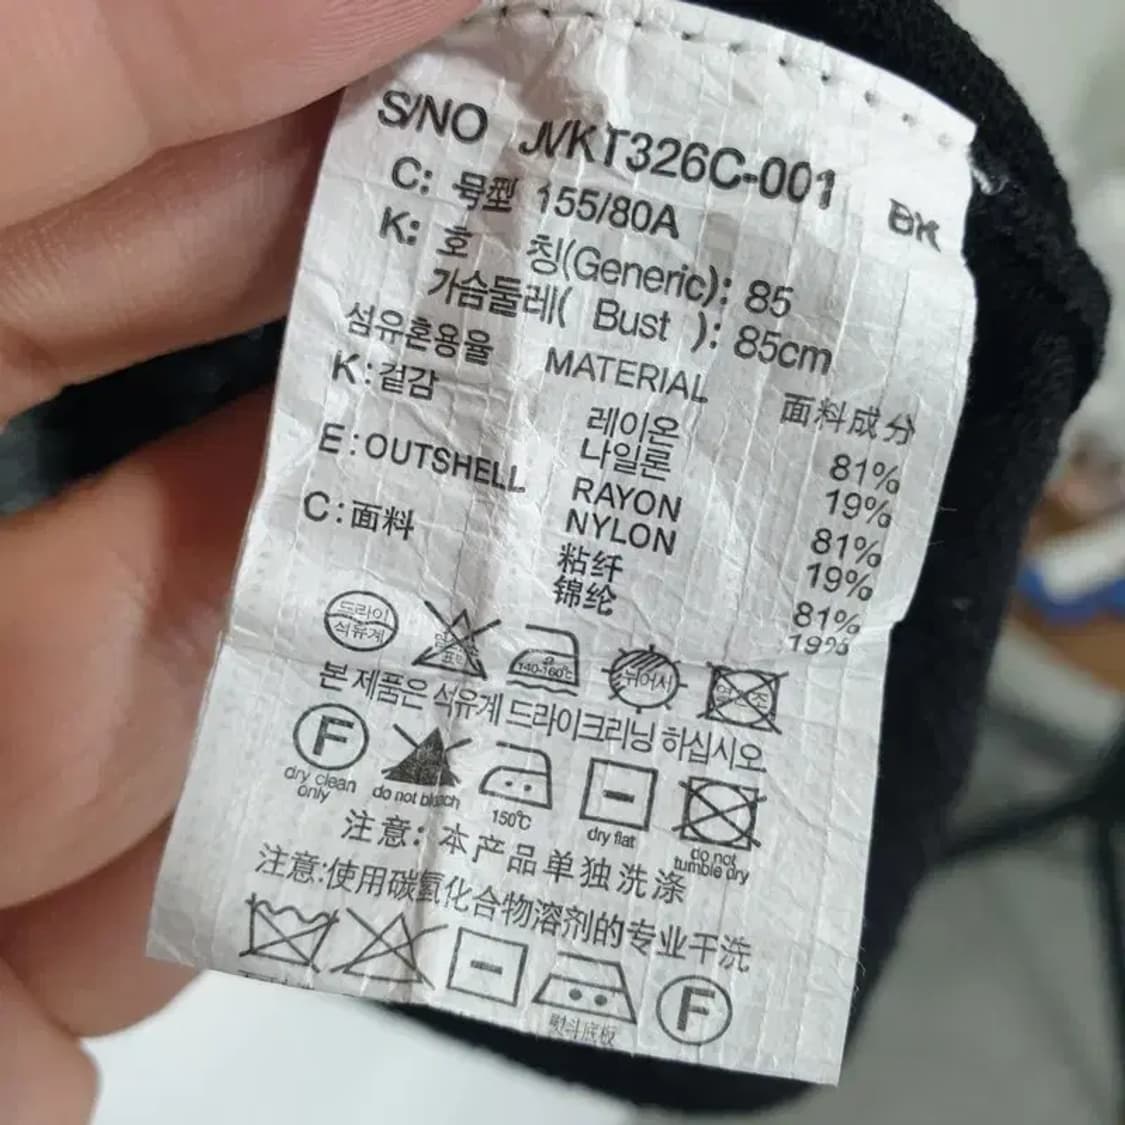 S/NO JVKT326C-001 BK
C: 号型 155/80A
K: 호 칭(Generic): 85
가슴둘레( Bust ): 85cm
섬유혼용율 MATERIAL 面料成分
K:겉감 레이온 81%
나일론 19%
E:OUTSHELL RAYON 81%
NYLON 19%
C:面料 粘纤 81%
锦纶 19%
드라이 석유계
140~160℃
뉘어서
본 제품은 석유계 드라이크리닝 하십시오
F
dry clean only
do not bleach
150℃
dry flat
do not tumble dry
注意: 本产品单独洗涤
注意:使用碳氢化合物溶剂的专业干洗
熨斗底板
F